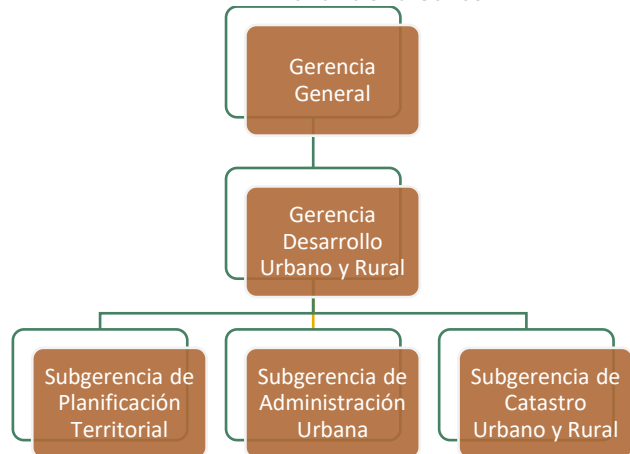 Gerencia
General
Gerencia
Desarrollo
Urbano y Rural
Subgerencia de
Planificación
Territorial
Subgerencia de
Administración
Urbana
Subgerencia de
Catastro
Urbano y Rural